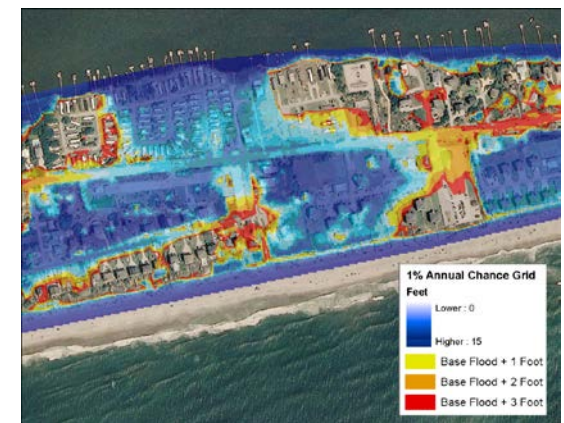 1% Annual Chance Grid
Feet
Lower : 0
Higher : 15
Base Flood + 1 Foot
Base Flood + 2 Foot
Base Flood + 3 Foot